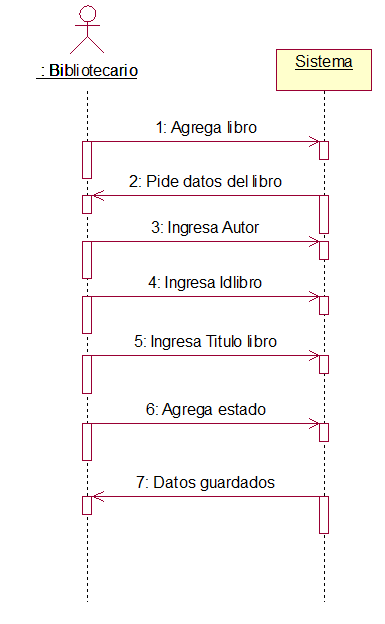 : Bibliotecario
Sistema
1: Agrega libro
2: Pide datos del libro
3: Ingresa Autor
4: Ingresa Idlibro
5: Ingresa Titulo libro
6: Agrega estado
7: Datos guardados